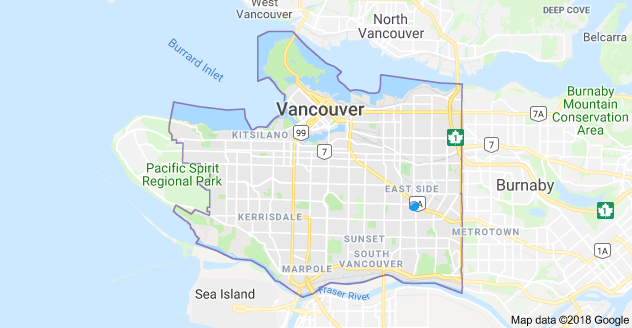 West
Vancouver
North
Vancouver
DEEP COVE
Belcarra
Burrard Inlet
Burnaby
Mountain
Conservation
Area
Vancouver
7A
KITSILANO
99
1
7
7
Pacific Spirit
Regional Park
EAST SIDE
Burnaby
A
1
KERRISDALE
METROTOWN
SUNSET
1A
SOUTH
VANCOUVER
MARPOLE
Sea Island
Fraser River
Map data ©2018 Google